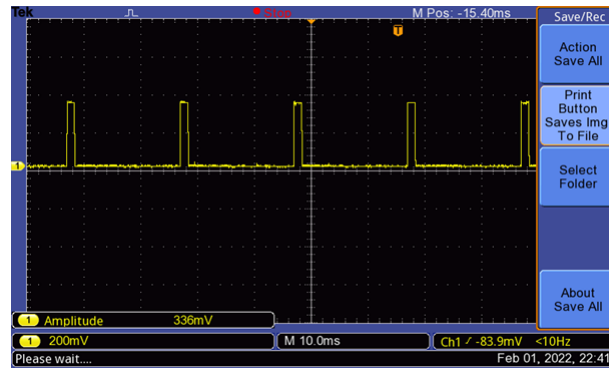 Tek Stop M Pos: -15.40ms Save/Rec
Action
Save All
T
Print
Button
Saves Img
To File
1
Select
Folder
About
Save All
1 Amplitude 336mV
1 200mV M 10.0ms Ch1 -83.9mV <10Hz
Please wait.... Feb 01, 2022, 22:41